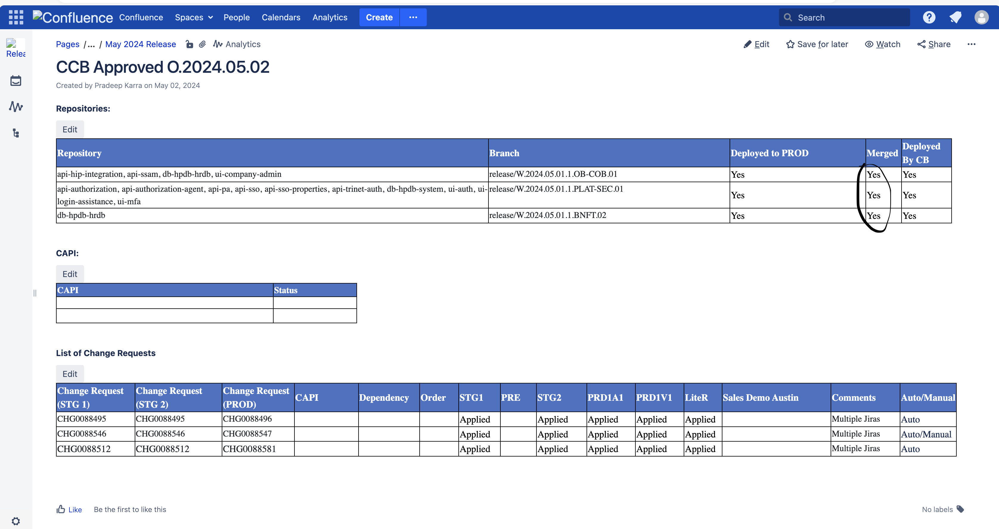 Confluence Confluence Spaces People Calendars Analytics Create ··· Search
Relea
Pages /... / May 2024 Release Analytics Edit Save for later Watch Share ···
CCB Approved O.2024.05.02
Created by Pradeep Karra on May 02, 2024
Repositories:
Edit
Repository Branch Deployed to PROD Merged Deployed By CB
api-hip-integration, api-ssam, db-hpdb-hrdb, ui-company-admin release/W.2024.05.01.1.OB-COB.01 Yes Yes Yes
api-authorization, api-authorization-agent, api-pa, api-sso, api-sso-properties, api-trinet-auth, db-hpdb-system, ui-auth, ui-login-assistance, ui-mfa release/W.2024.05.01.1.PLAT-SEC.01 Yes Yes Yes
db-hpdb-hrdb release/W.2024.05.01.1.BNFT.02 Yes Yes Yes
CAPI:
Edit
CAPI Status
List of Change Requests
Edit
Change Request (STG 1) Change Request (STG 2) Change Request (PROD) CAPI Dependency Order STG1 PRE STG2 PRD1A1 PRD1V1 LiteR Sales Demo Austin Comments Auto/Manual
CHG0088495 CHG0088495 CHG0088496 Applied Applied Applied Applied Applied Multiple Jiras Auto
CHG0088546 CHG0088546 CHG0088547 Applied Applied Applied Applied Applied Multiple Jiras Auto/Manual
CHG0088512 CHG0088512 CHG0088581 Applied Applied Applied Applied Applied Multiple Jiras Auto
Like Be the first to like this No labels